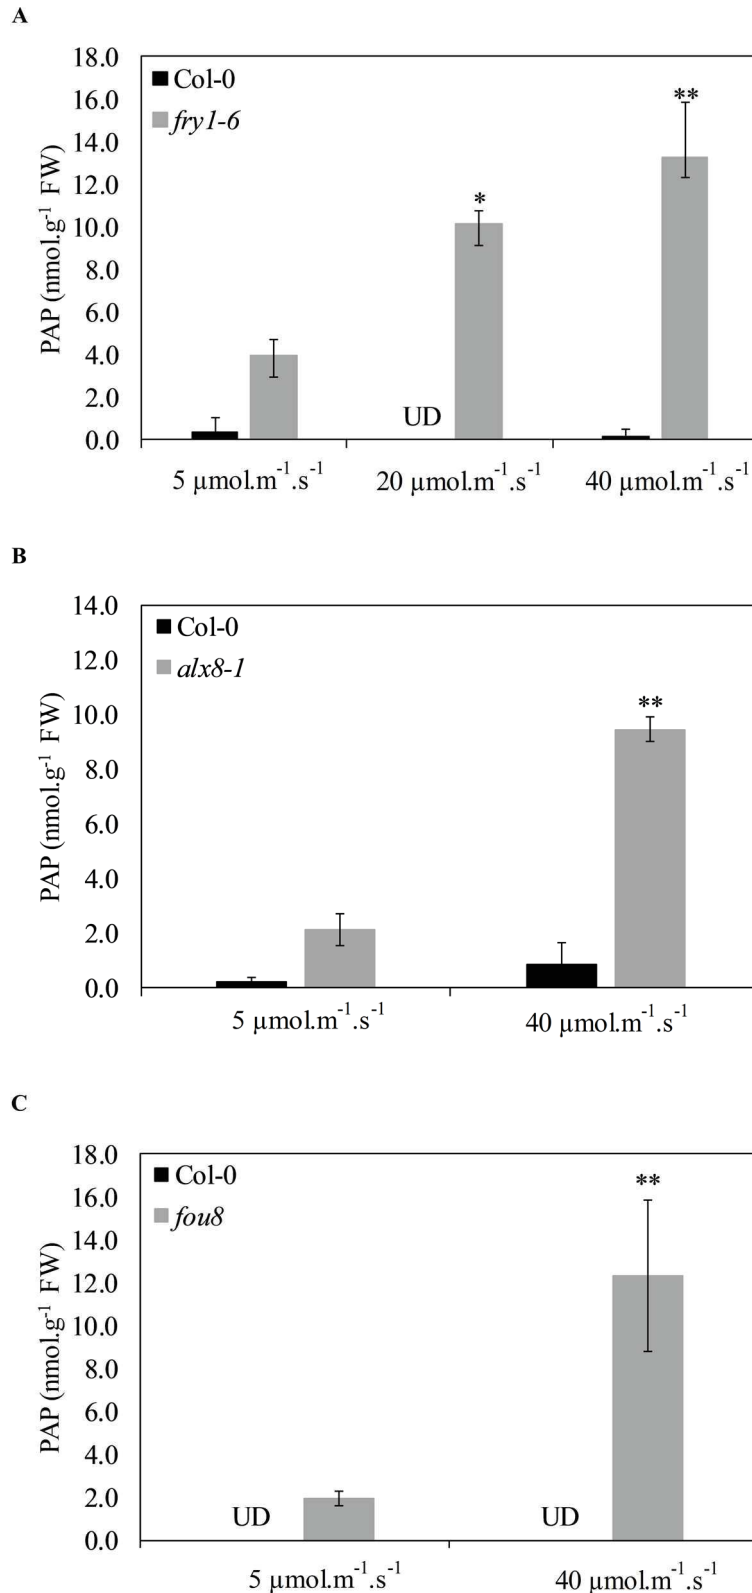 A
18.0
16.0
14.0
12.0
10.0
8.0
6.0
4.0
2.0
0.0
PAP (nmol.g⁻¹ FW)
Col-0
fry1-6
*
**
UD
5 µmol.m⁻¹.s⁻¹ 20 µmol.m⁻¹.s⁻¹ 40 µmol.m⁻¹.s⁻¹
B
14.0
12.0
10.0
8.0
6.0
4.0
2.0
0.0
PAP (nmol.g⁻¹ FW)
Col-0
alx8-1
**
5 µmol.m⁻¹.s⁻¹ 40 µmol.m⁻¹.s⁻¹
C
18.0
16.0
14.0
12.0
10.0
8.0
6.0
4.0
2.0
0.0
PAP (nmol.g⁻¹ FW)
Col-0
fou8
**
UD UD
5 µmol.m⁻¹.s⁻¹ 40 µmol.m⁻¹.s⁻¹